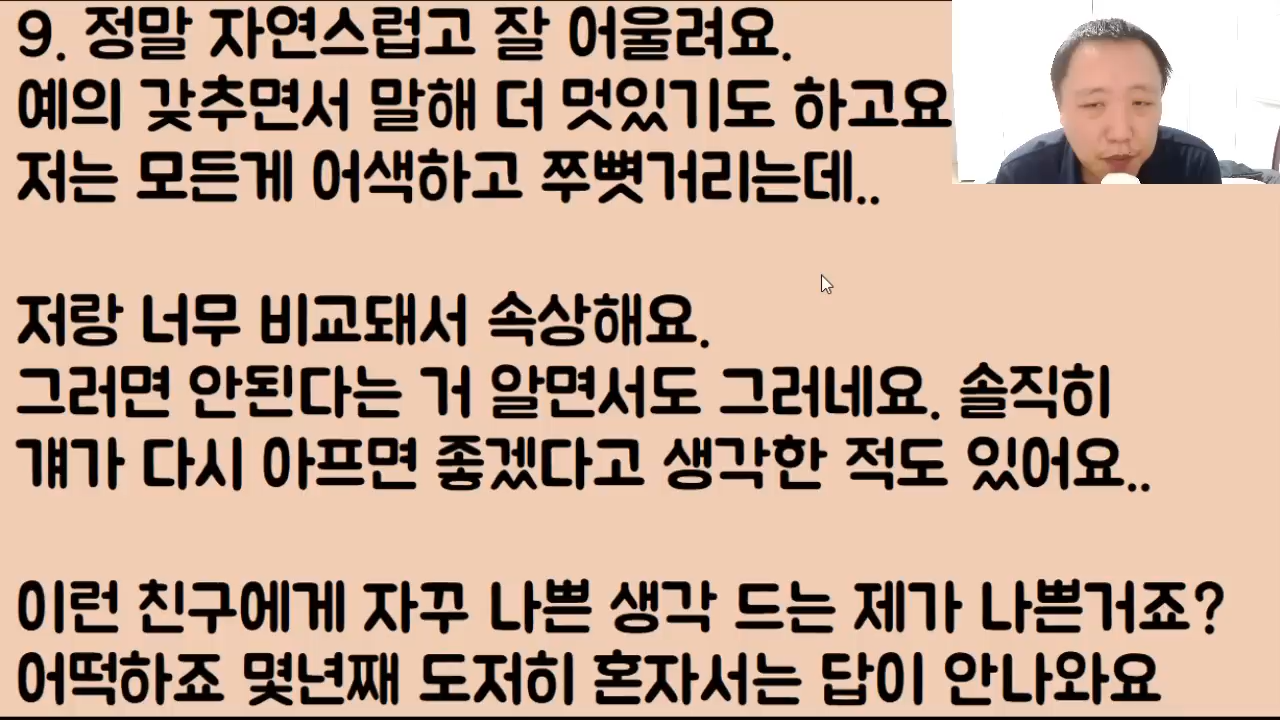 9. 정말 자연스럽고 잘 어울려요.
예의 갖추면서 말해 더 멋있기도 하고요
저는 모든게 어색하고 쭈뼛거리는데..
저랑 너무 비교돼서 속상해요.
그러면 안된다는 거 알면서도 그러네요. 솔직히
걔가 다시 아프면 좋겠다고 생각한 적도 있어요..
이런 친구에게 자꾸 나쁜 생각 드는 제가 나쁜거죠?
어떡하죠 몇년째 도저히 혼자서는 답이 안나와요